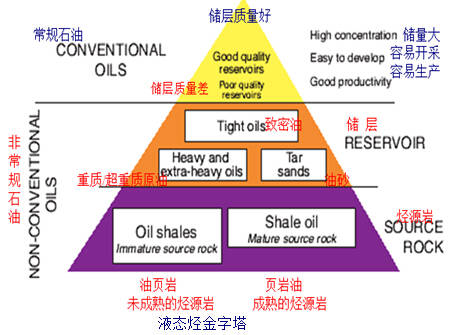 储层质量好
常规石油
CONVENTIONAL
OILS
Good quality
reservoirs
Poor quality
reservoirs
储层质量差
High concentration
储量大
Easy to develop
容易开采
Good productivity
容易生产
非常规石油
NON-CONVENTIONAL
OILS
Tight oils
致密油
储 层
RESERVOIR
Heavy and
extra-heavy oils
Tar
sands
重质/超重质原油
油砂
Oil shales
Immature source rock
Shale oil
Mature source rock
烃源岩
SOURCE
ROCK
油页岩
未成熟的烃源岩
页岩油
成熟的烃源岩
液态烃金字塔